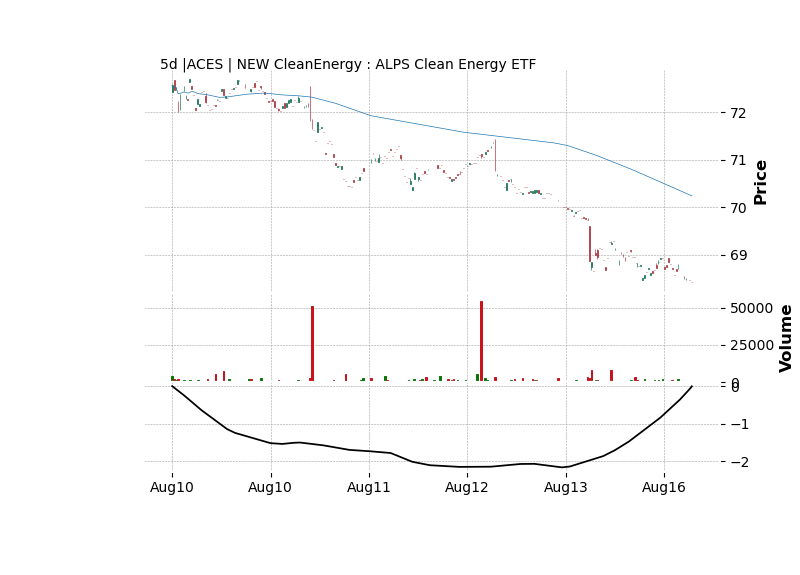 5d |ACES | NEW CleanEnergy : ALPS Clean Energy ETF
72
71
70
69
Price
50000
25000
0
Volume
0
−1
−2
Aug10 Aug10 Aug11 Aug12 Aug13 Aug16